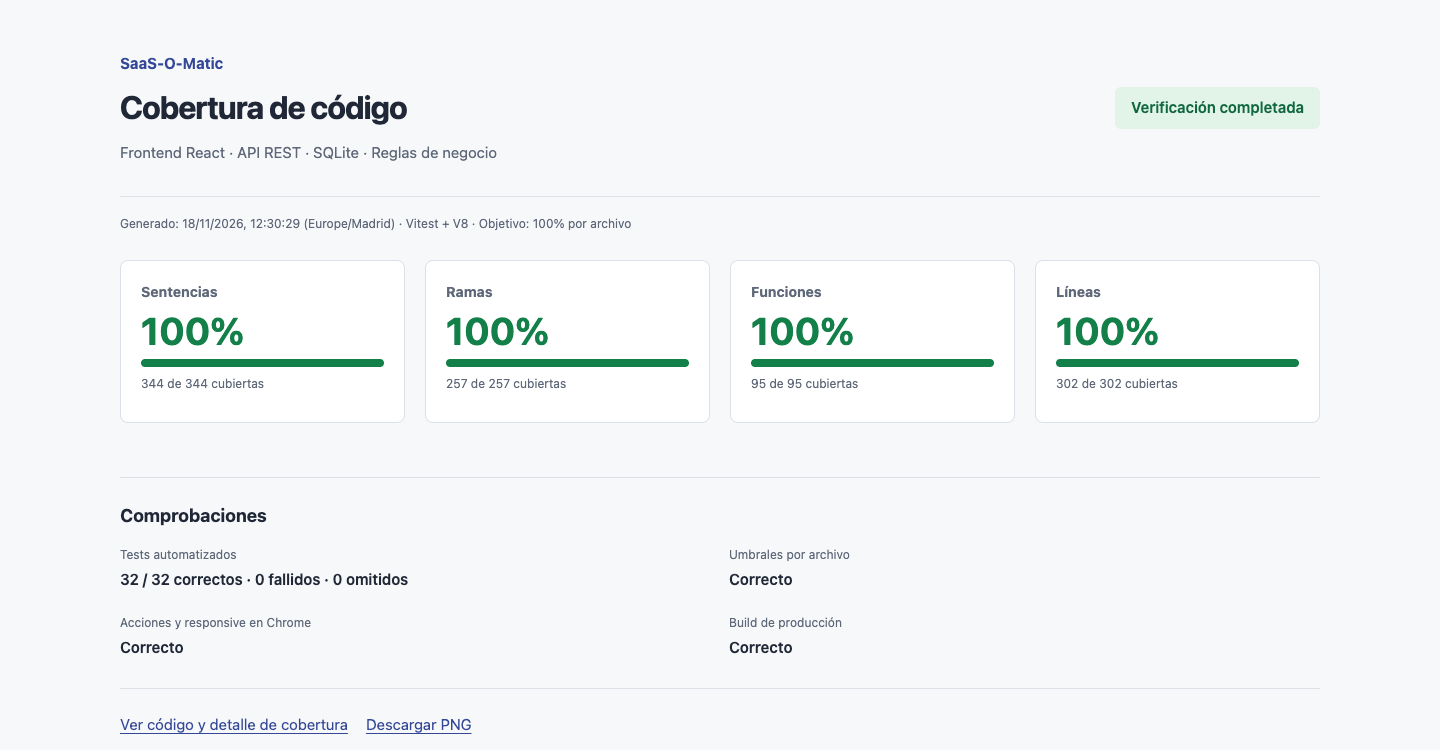 SaaS-O-Matic
Cobertura de código
Verificación completada
Frontend React · API REST · SQLite · Reglas de negocio
Generado: 18/11/2026, 12:30:29 (Europe/Madrid) · Vitest + V8 · Objetivo: 100% por archivo
Sentencias
100%
344 de 344 cubiertas
Ramas
100%
257 de 257 cubiertas
Funciones
100%
95 de 95 cubiertas
Líneas
100%
302 de 302 cubiertas
Comprobaciones
Tests automatizados
32 / 32 correctos · 0 fallidos · 0 omitidos
Umbrales por archivo
Correcto
Acciones y responsive en Chrome
Correcto
Build de producción
Correcto
Ver código y detalle de cobertura
Descargar PNG